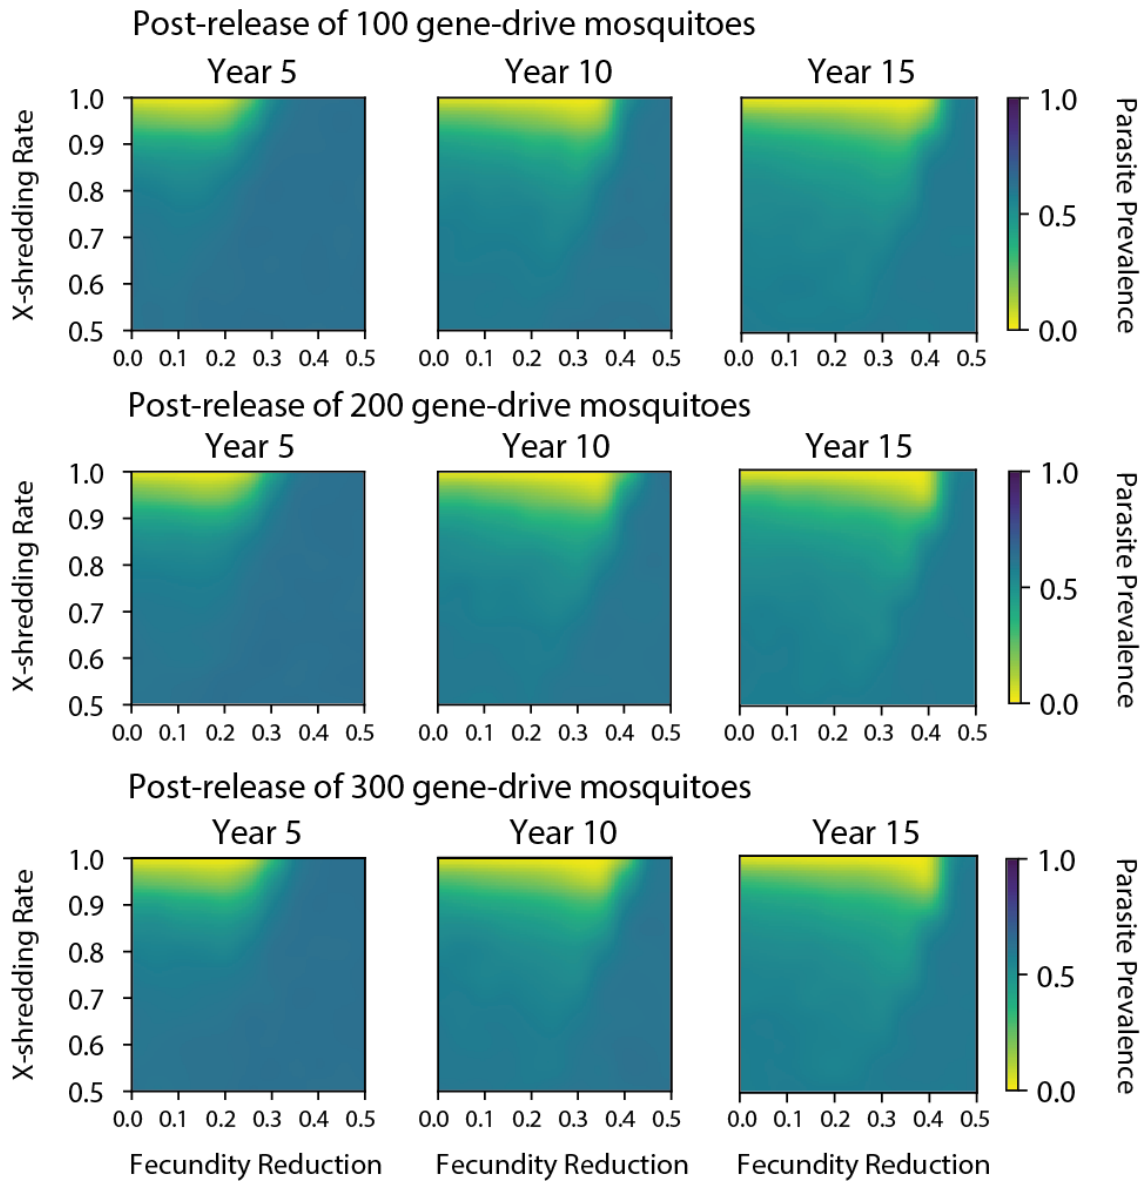 Post-release of 100 gene-drive mosquitoes
Year 5 Year 10 Year 15
X-shredding Rate
1.0
0.9
0.8
0.7
0.6
0.5
0.0 0.1 0.2 0.3 0.4 0.5
0.0 0.1 0.2 0.3 0.4 0.5
0.0 0.1 0.2 0.3 0.4 0.5
1.0
0.5
0.0
Parasite Prevalence
Post-release of 200 gene-drive mosquitoes
Year 5 Year 10 Year 15
X-shredding Rate
1.0
0.9
0.8
0.7
0.6
0.5
0.0 0.1 0.2 0.3 0.4 0.5
0.0 0.1 0.2 0.3 0.4 0.5
0.0 0.1 0.2 0.3 0.4 0.5
1.0
0.5
0.0
Parasite Prevalence
Post-release of 300 gene-drive mosquitoes
Year 5 Year 10 Year 15
X-shredding Rate
1.0
0.9
0.8
0.7
0.6
0.5
0.0 0.1 0.2 0.3 0.4 0.5
0.0 0.1 0.2 0.3 0.4 0.5
0.0 0.1 0.2 0.3 0.4 0.5
1.0
0.5
0.0
Parasite Prevalence
Fecundity Reduction Fecundity Reduction Fecundity Reduction